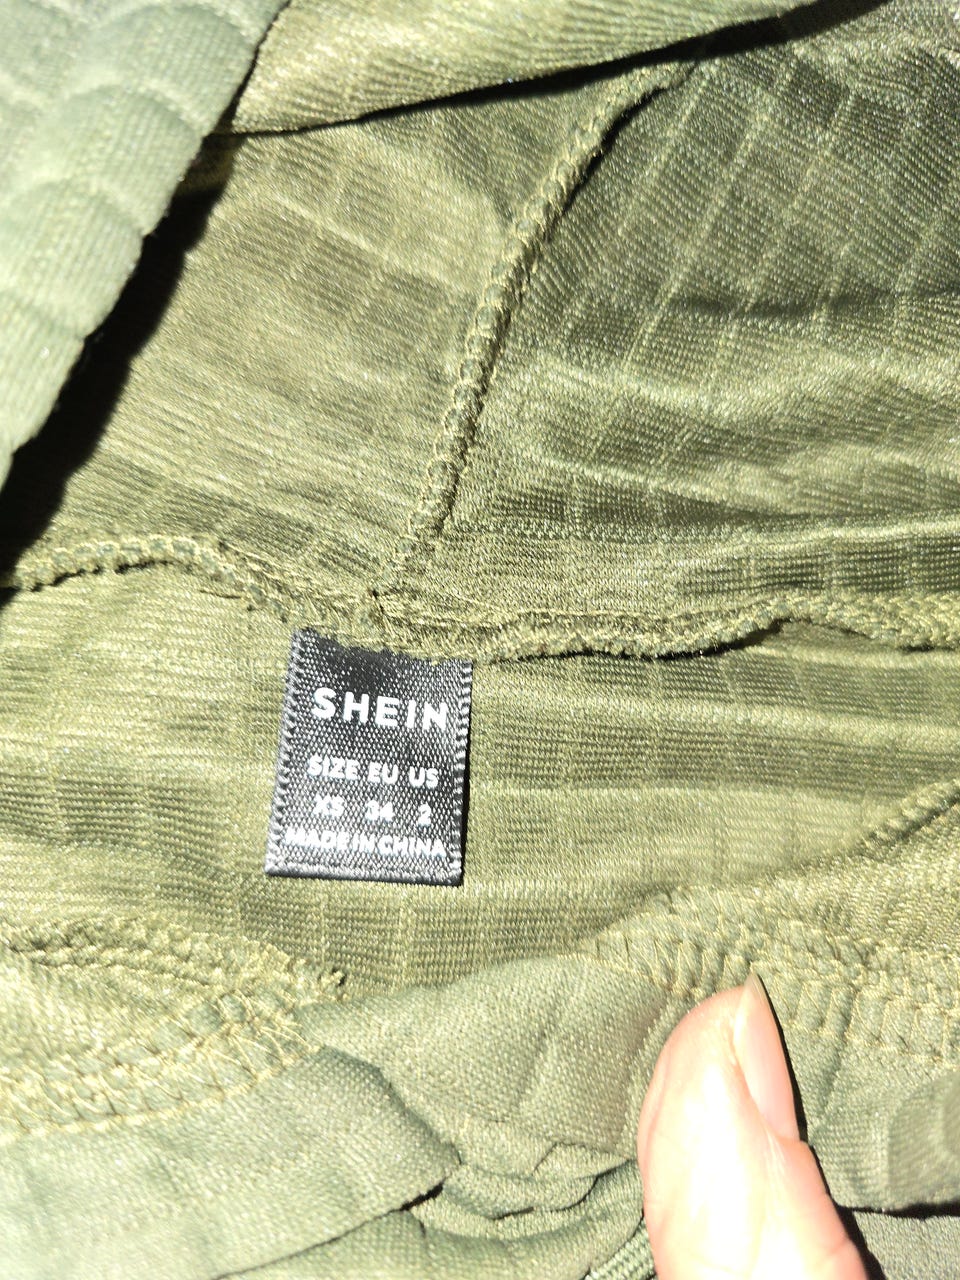 SHEIN
SIZE EU US
XS 34 2
MADE IN CHINA